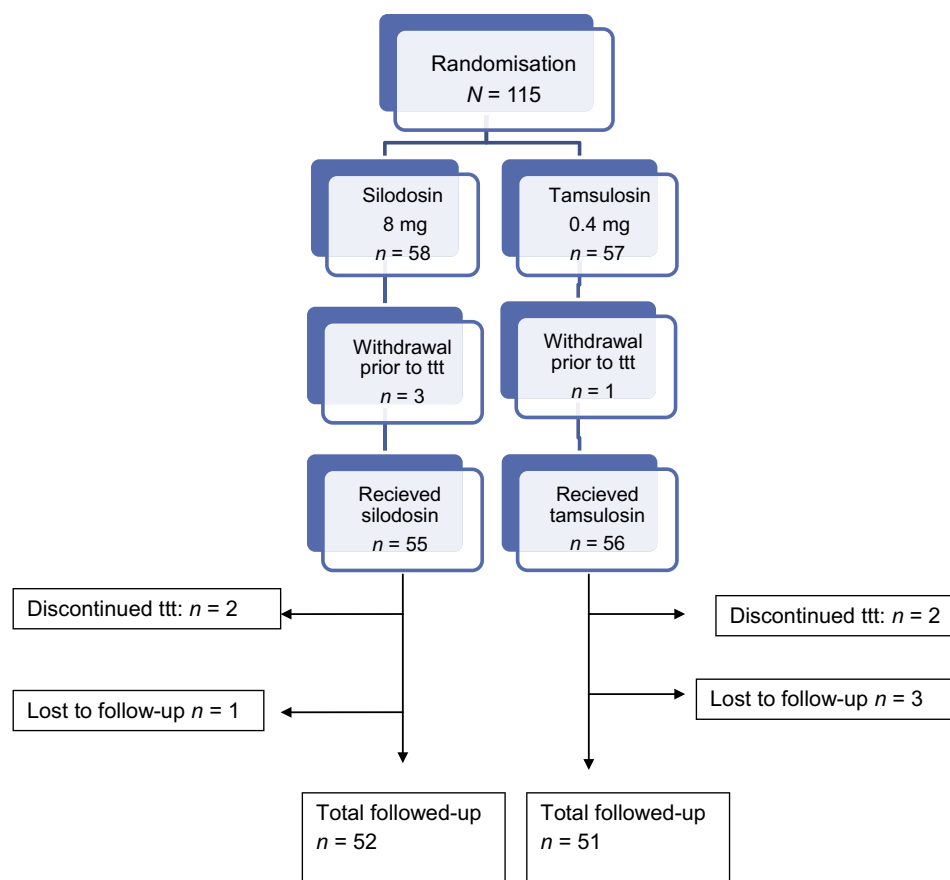 Randomisation
N = 115
Silodosin
8 mg
n = 58
Tamsulosin
0.4 mg
n = 57
Withdrawal
prior to ttt
n = 3
Withdrawal
prior to ttt
n = 1
Recieved
silodosin
n = 55
Recieved
tamsulosin
n = 56
Discontinued ttt: n = 2
Discontinued ttt: n = 2
Lost to follow-up n = 1
Lost to follow-up n = 3
Total followed-up
n = 52
Total followed-up
n = 51